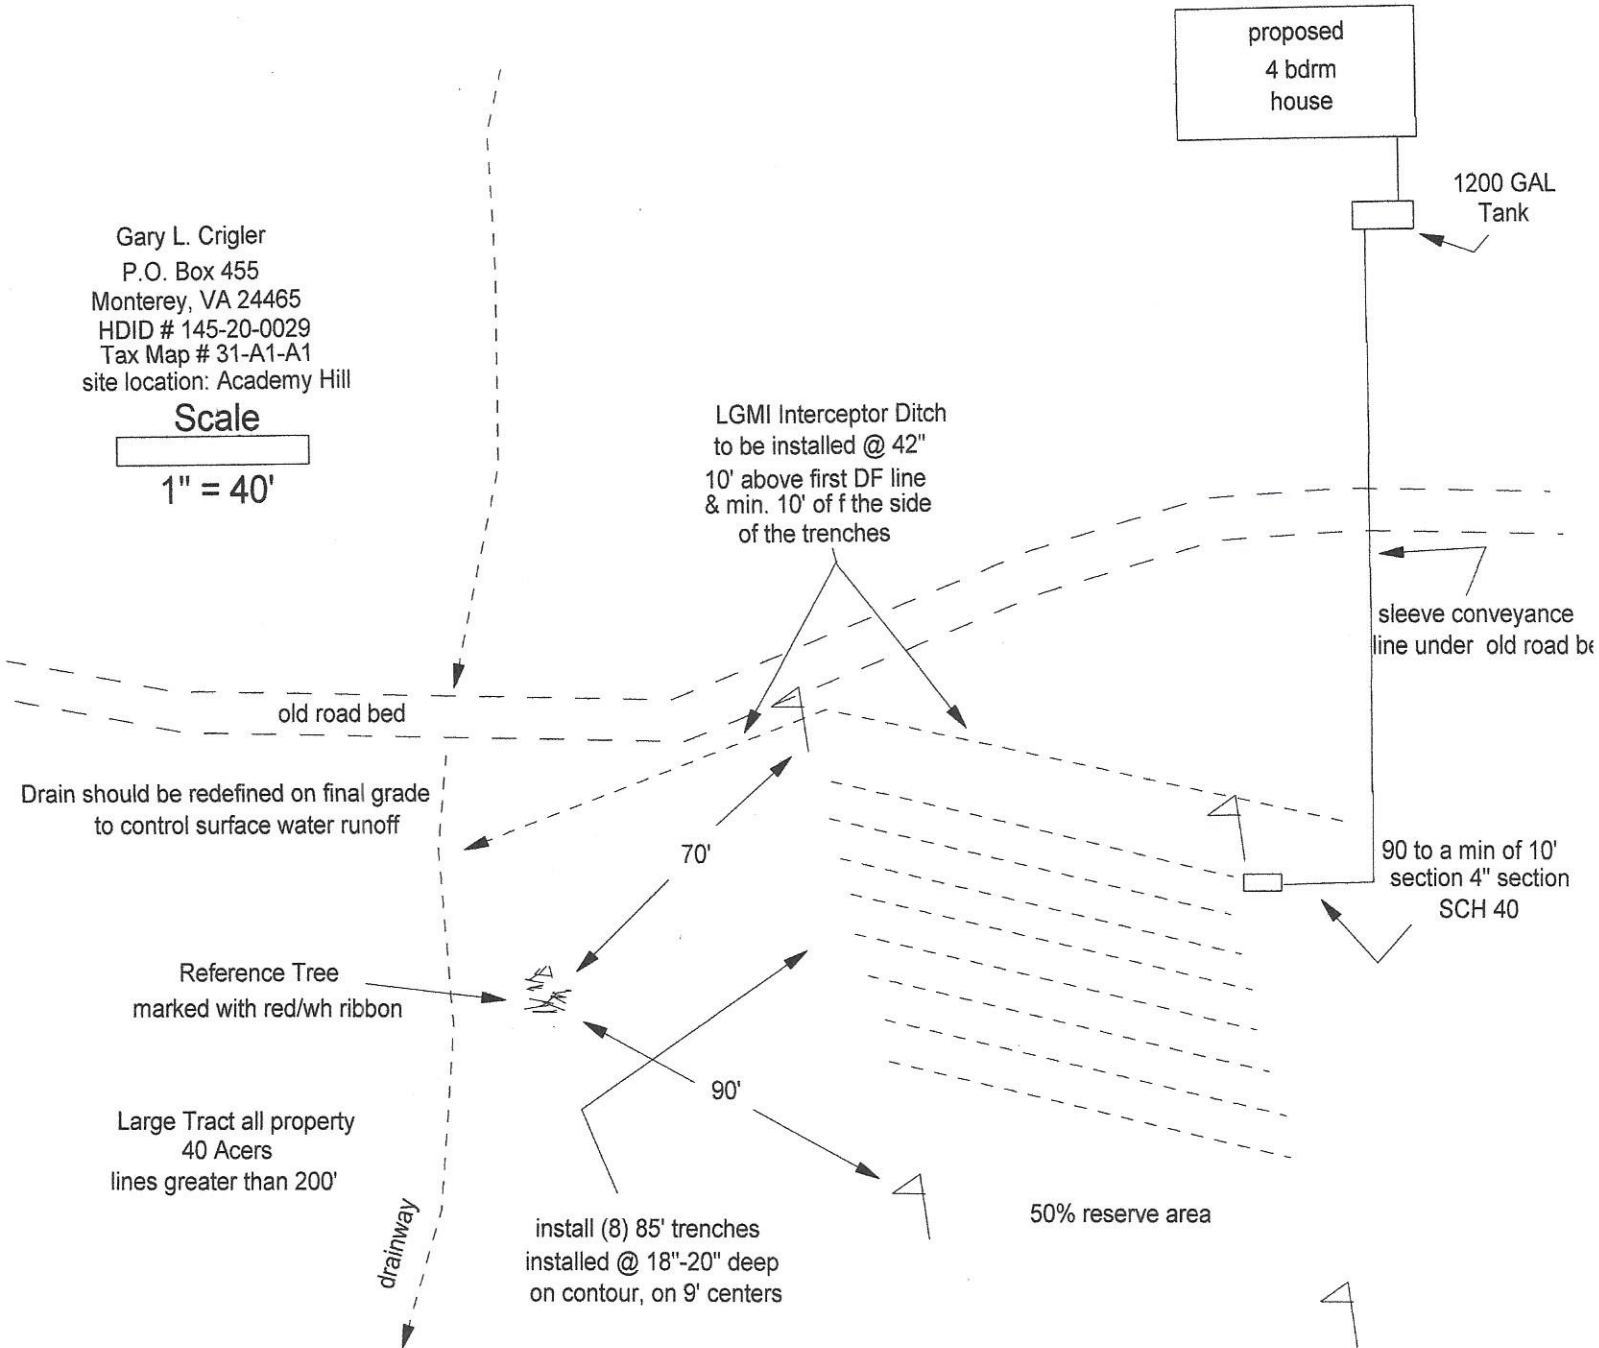 proposed
4 bdrm
house
1200 GAL
Tank
Gary L. Crigler
P.O. Box 455
Monterey, VA 24465
HDID # 145-20-0029
Tax Map # 31-A1-A1
site location: Academy Hill
Scale
1" = 40'
LGMI Interceptor Ditch
to be installed @ 42"
10' above first DF line
& min. 10' of f the side
of the trenches
sleeve conveyance
line under old road
old road bed
Drain should be redefined on final grade
to control surface water runoff
70'
90 to a min of 10'
section 4" section
SCH 40
Reference Tree
marked with red/wh ribbon
90'
Large Tract all property
40 Acers
lines greater than 200'
drainway
install (8) 85' trenches
installed @ 18"-20" deep
on contour, on 9' centers
50% reserve area